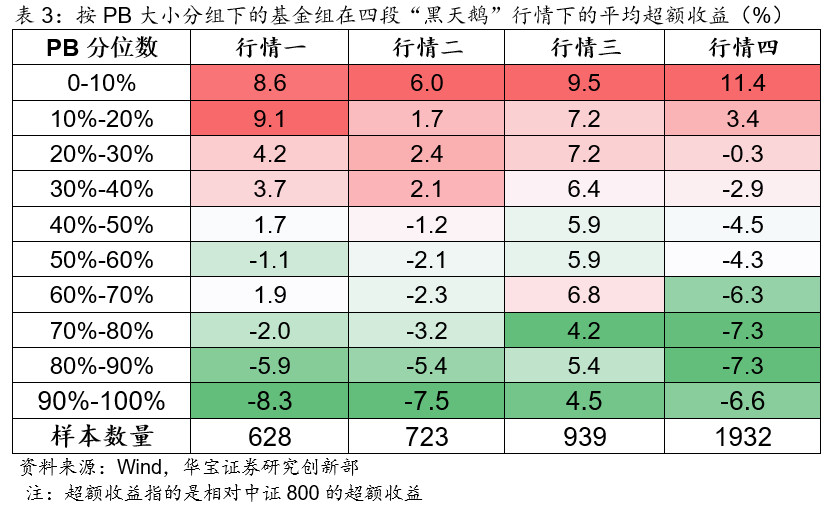 表 3：按 PB 大小分组下的基金组在四段“黑天鹅”行情下的平均超额收益（%）
PB 分位数 行情一 行情二 行情三 行情四
0-10% 8.6 6.0 9.5 11.4
10%-20% 9.1 1.7 7.2 3.4
20%-30% 4.2 2.4 7.2 -0.3
30%-40% 3.7 2.1 6.4 -2.9
40%-50% 1.7 -1.2 5.9 -4.5
50%-60% -1.1 -2.1 5.9 -4.3
60%-70% 1.9 -2.3 6.8 -6.3
70%-80% -2.0 -3.2 4.2 -7.3
80%-90% -5.9 -5.4 5.4 -7.3
90%-100% -8.3 -7.5 4.5 -6.6
样本数量 628 723 939 1932
资料来源：Wind，华宝证券研究创新部
注：超额收益指的是相对中证 800 的超额收益